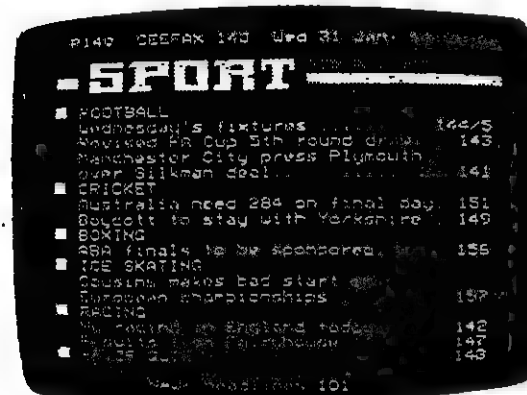 P140 CEEFAX 140 Wed 31 Jan
SPORT
FOOTBALL
Wednesday's fixtures ...... 144/5
Revised FA Cup 5th round draw. 143
Manchester City press Plymouth
over Silkman deal... 141
CRICKET
Australia need 284 on final day. 151
Boycott to stay with Yorkshire 149
BOXING
ABA finals to be sponsored. 156
ICE SKATING
Cousins makes bad start
European championships 157
RACING
No racing in England today 142
Results from 147
148
101